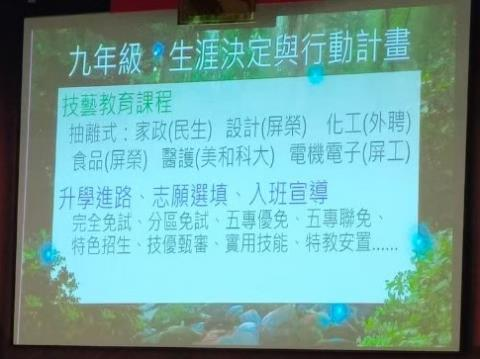 九年級：生涯決定與行動計畫
技藝教育課程
抽離式：家政(民生) 設計(屏榮) 化工(外聘)
食品(屏榮) 醫護(美和科大) 電機電子(屏工)
升學進路、志願選填、入班宣導
完全免試、分區免試、五專優免、五專聯免、
特色招生、技優甄審、實用技能、特教安置......